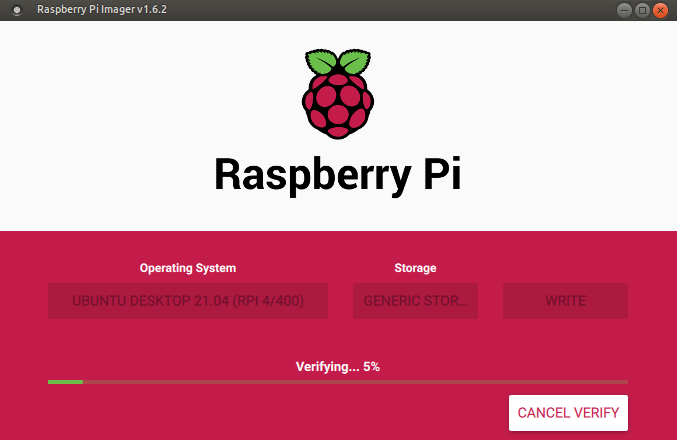 Raspberry Pi Imager v1.6.2
Raspberry Pi
Operating System
Storage
UBUNTU DESKTOP 21.04 (RPI 4/400)
GENERIC STOR...
WRITE
Verifying... 5%
CANCEL VERIFY